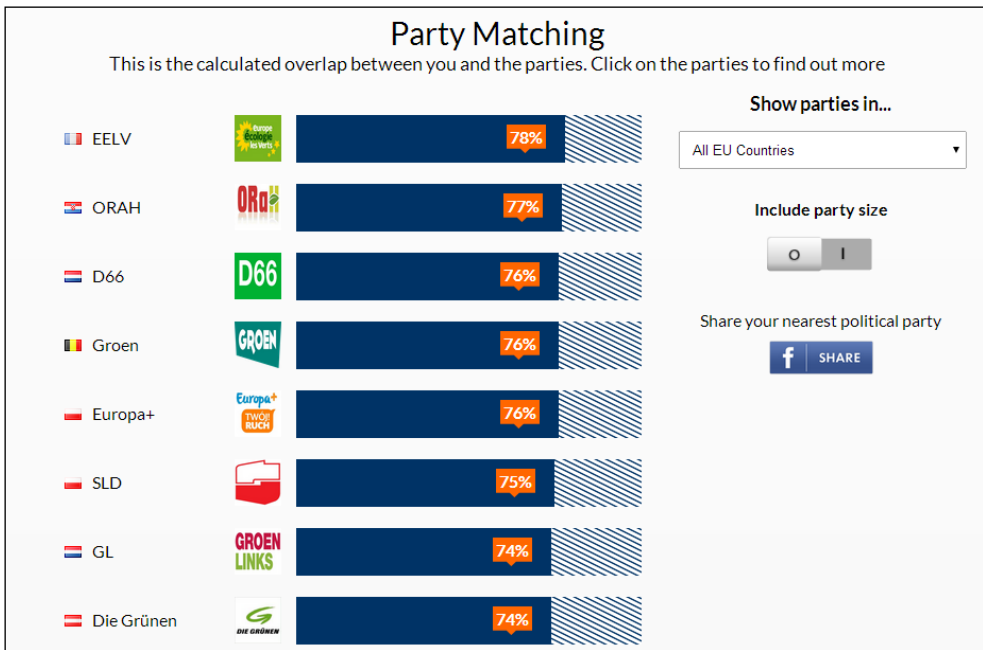 Party Matching
This is the calculated overlap between you and the parties. Click on the parties to find out more
Show parties in...
All EU Countries
Include party size
O I
Share your nearest political party
f SHARE
EELV
europe
écologie
les Verts
78%
ORAH
ORaH
77%
D66
D66
76%
Groen
GROEN
76%
Europa+
Europa+
TWÓJ
RUCH
76%
SLD
75%
GL
GROEN
LINKS
74%
Die Grünen
DIE GRÜNEN
74%